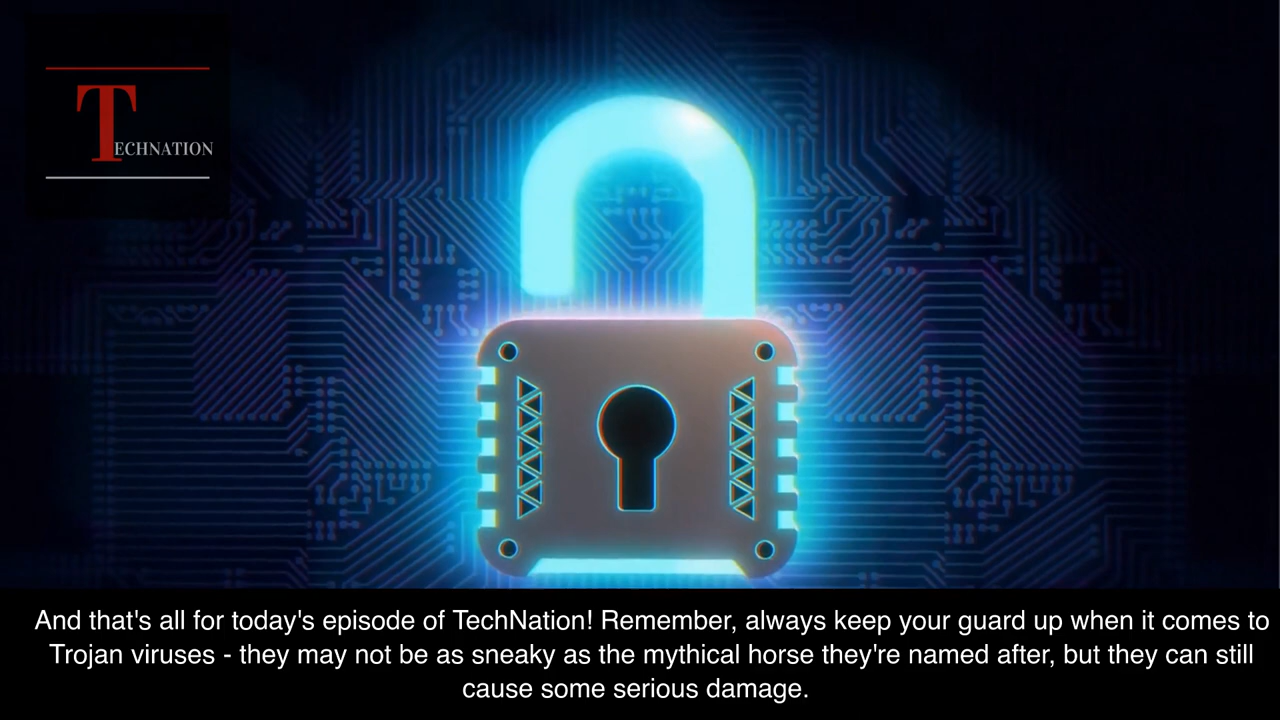 TECHNATION
And that's all for today's episode of TechNation! Remember, always keep your guard up when it comes to
Trojan viruses - they may not be as sneaky as the mythical horse they're named after, but they can still
cause some serious damage.